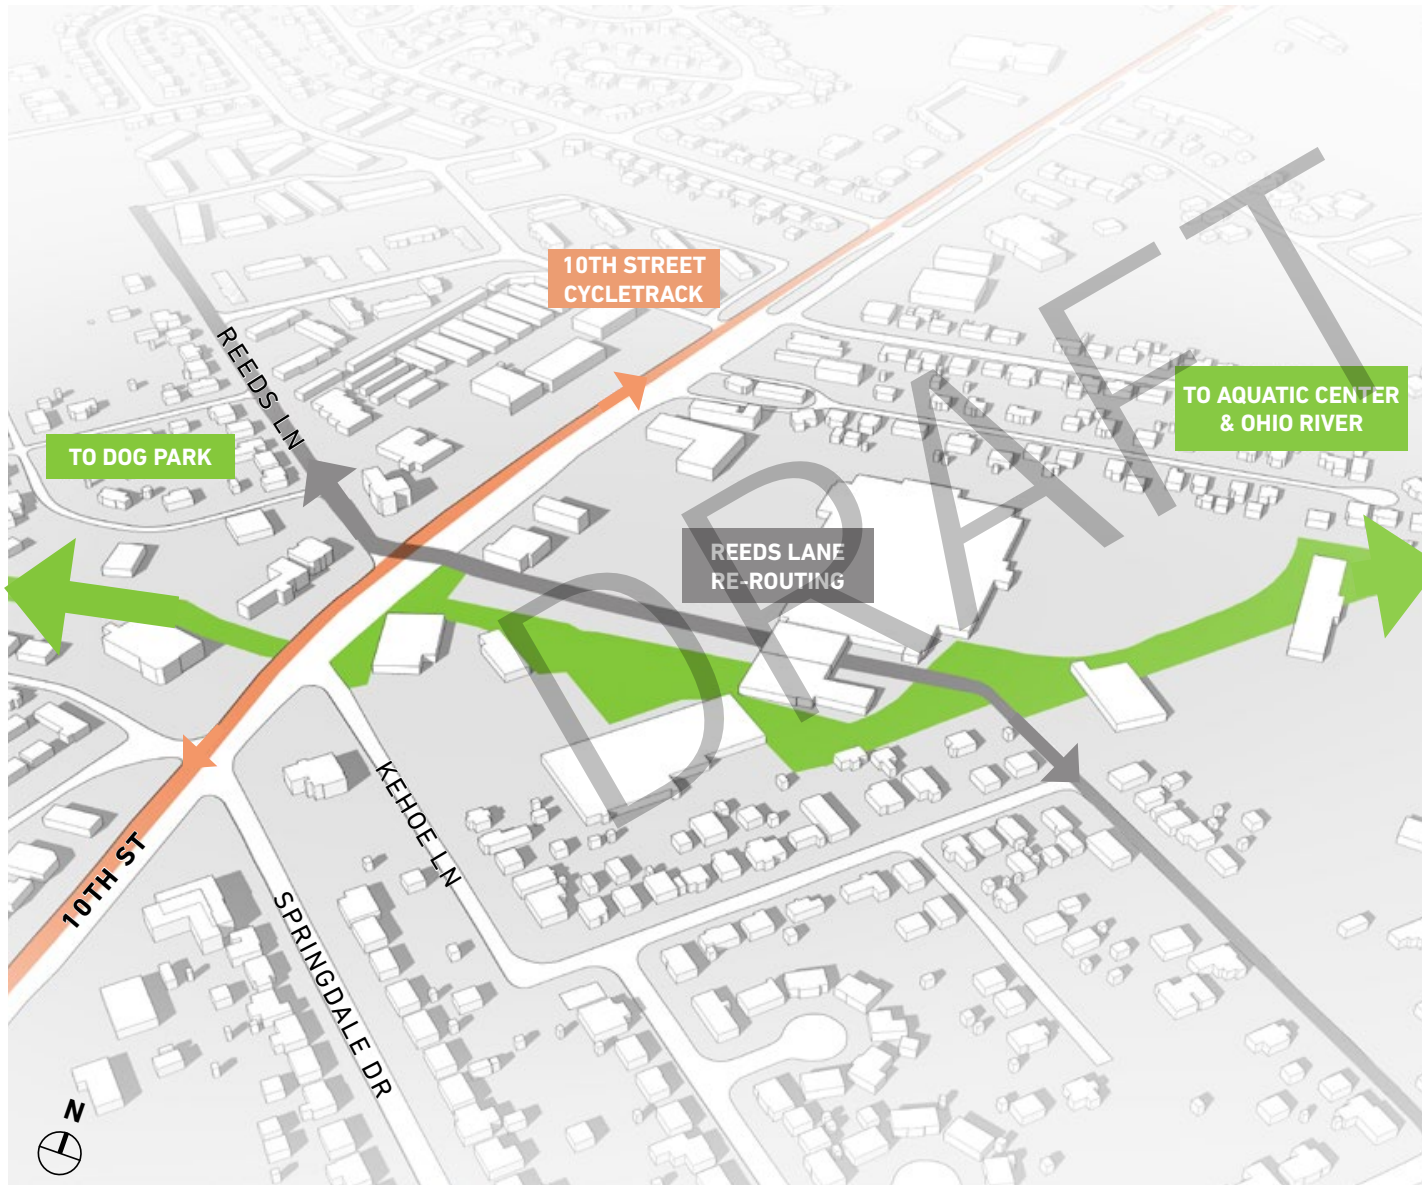 10TH STREET
CYCLETRACK
REEDS LN
TO AQUATIC CENTER
& OHIO RIVER
TO DOG PARK
REEDS LANE
RE-ROUTING
DRAFT
KEHOE LN
10TH ST
SPRINGDALE DR
N